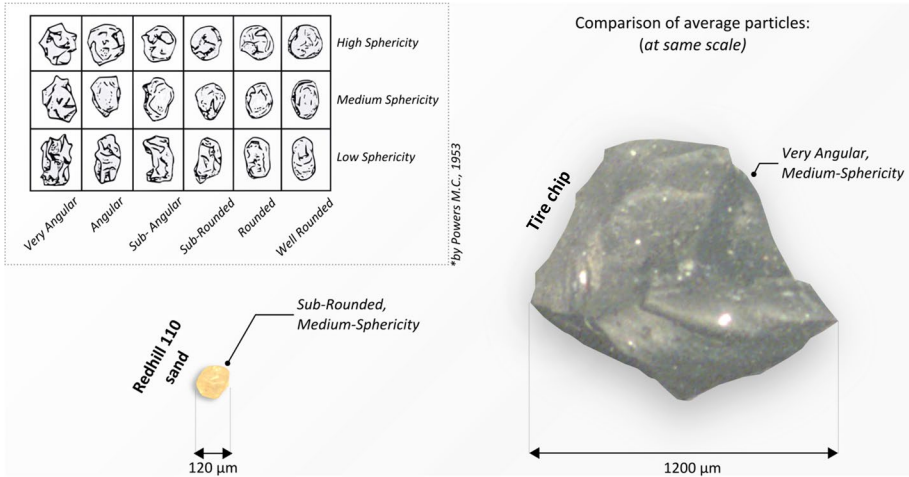 High Sphericity
Medium Sphericity
Low Sphericity
Very Angular
Angular
Sub- Angular
Sub-Rounded
Rounded
Well Rounded
*by Powers M.C., 1953
Comparison of average particles:
(at same scale)
Tire chip
Very Angular,
Medium-Sphericity
1200 μm
Redhill 110
sand
Sub-Rounded,
Medium-Sphericity
120 μm